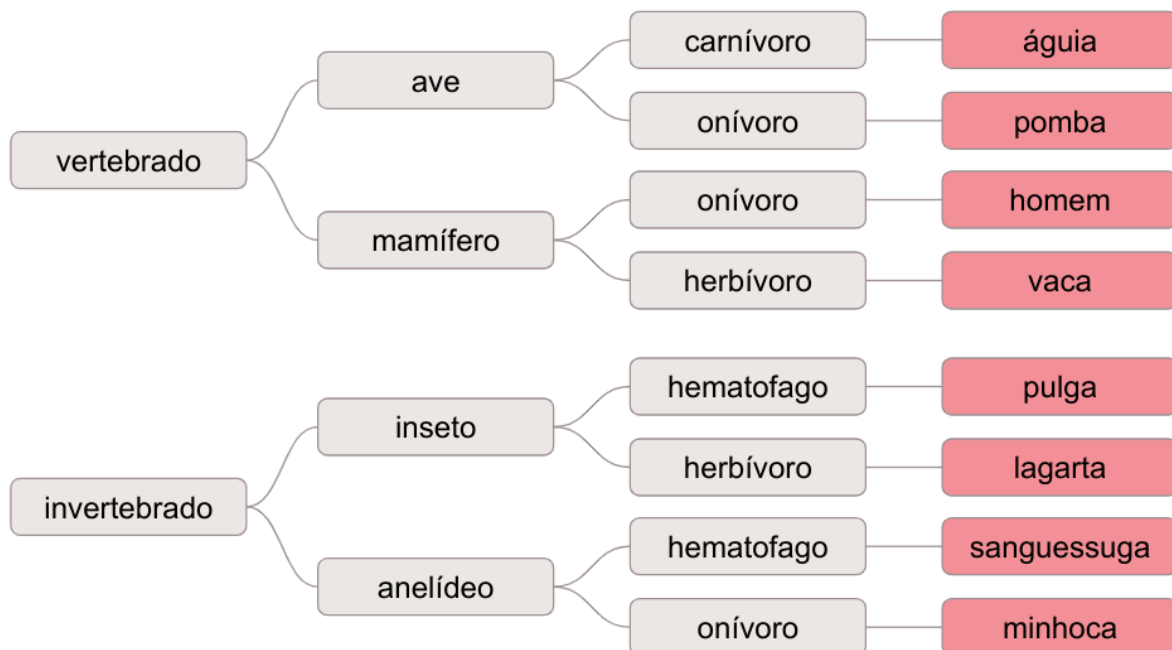 carnívoro
águia
ave
onívoro
pomba
vertebrado
onívoro
homem
mamífero
herbívoro
vaca
hematofago
pulga
inseto
herbívoro
lagarta
invertebrado
hematofago
sanguessuga
anelídeo
onívoro
minhoca